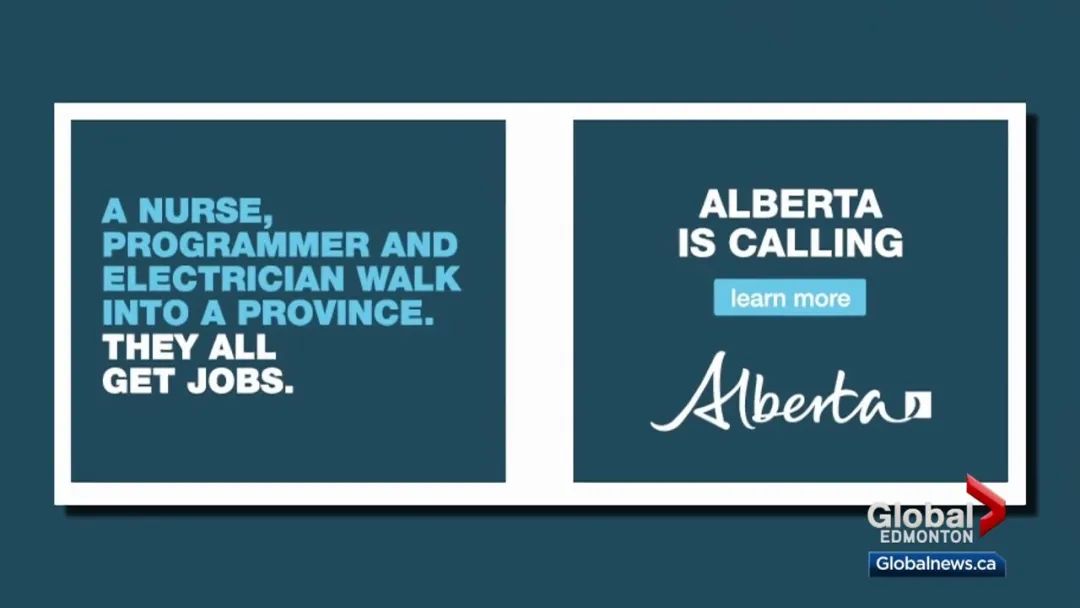 A NURSE,
PROGRAMMER AND
ELECTRICIAN WALK
INTO A PROVINCE.
THEY ALL
GET JOBS.
ALBERTA
IS CALLING
learn more
Alberta
Global
EDMONTON
Globalnews.ca